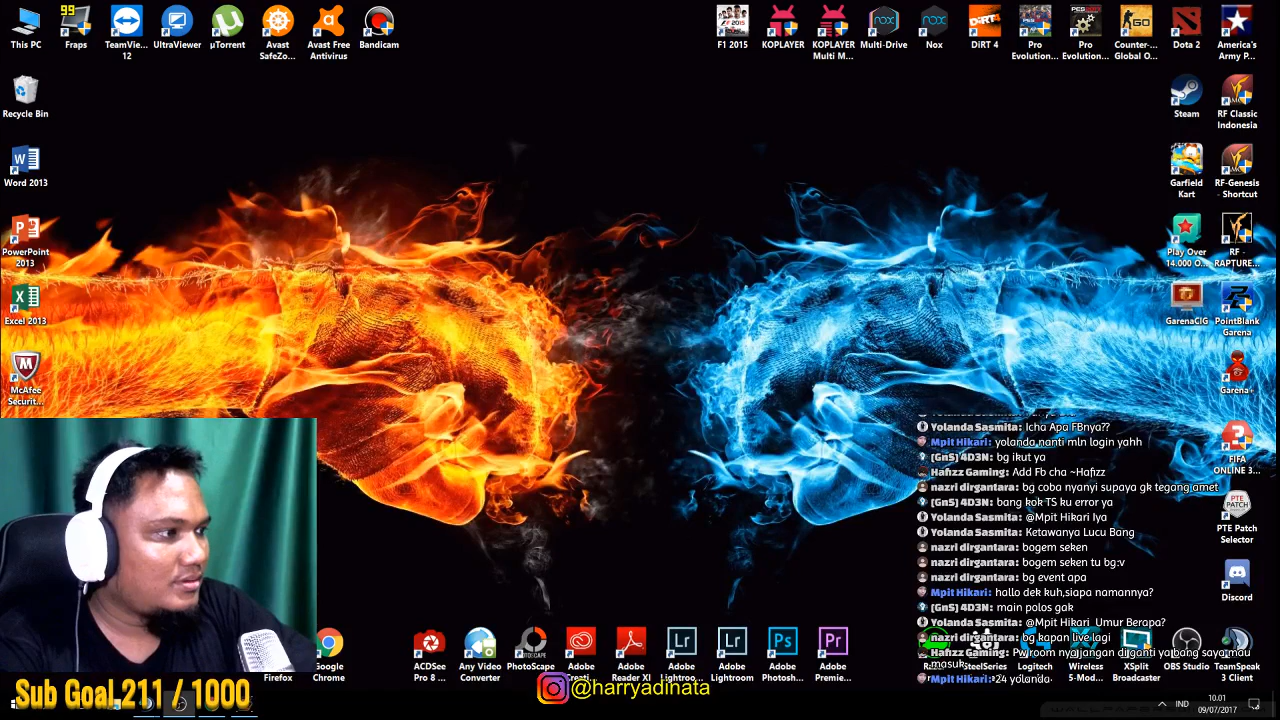 99
This PC
Fraps
TeamVie...
12
UltraViewer
µTorrent
Avast
SafeZo...
Avast Free
Antivirus
Bandicam
F1 2015
KOPLAYER
KOPLAYER
Multi M...
Multi-Drive
Nox
DiRT 4
Pro
Evolution...
Pro
Evolution...
Counter-...
Global O...
Dota 2
America's
Army P...
Recycle Bin
Steam
RF Classic
Indonesia
Word 2013
Garfield
Kart
RF-Genesis
- Shortcut
PowerPoint
2013
Play Over
14.000 O...
RF -
RAPTURE...
Excel 2013
GarenaCIG
PointBlank
Garena
McAfee
Securit...
Garena+
FIFA
ONLINE 3...
PTE Patch
Selector
Discord
Yolanda Sasmita: Icha Apa FBnya??
Mpit Hikari: yolanda nanti mln login yahh
[GnS] 4D3N: bg ikut ya
Hafizz Gaming: Add Fb cha ~Hafizz
nazri dirgantara: bg coba nyanyi supaya gk tegang amet
[GnS] 4D3N: bang kok TS ku error ya
Yolanda Sasmita: @Mpit Hikari Iya
Yolanda Sasmita: Ketawanya Lucu Bang
nazri dirgantara: bogem seken
nazri dirgantara: bogem seken tu bg:v
nazri dirgantara: bg event apa
Mpit Hikari: hallo dek kuh,siapa namannya?
[GnS] 4D3N: main polos gak
Yolanda Sasmita: @Mpit Hikari Umur Berapa?
nazri dirgantara: bg kapan live lagi
Hafizz Gaming: Pw room nya jangan diganti ya bang saya mau
masuk
Mpit Hikari: 24 yolanda
Firefox
Google
Chrome
ACDSee
Pro 8 ...
Any Video
Converter
PhotoScape
Adobe
Creati...
Adobe
Reader XI
Adobe
Lightroom
Adobe
Lightroom
Adobe
Photosh...
Adobe
Premie...
SteelSeries
Logitech
Wireless
5-Mod...
XSplit
Broadcaster
OBS Studio
TeamSpeak
3 Client
Sub Goal 211 / 1000
@harryadinata
IND
10.01
09/07/2017